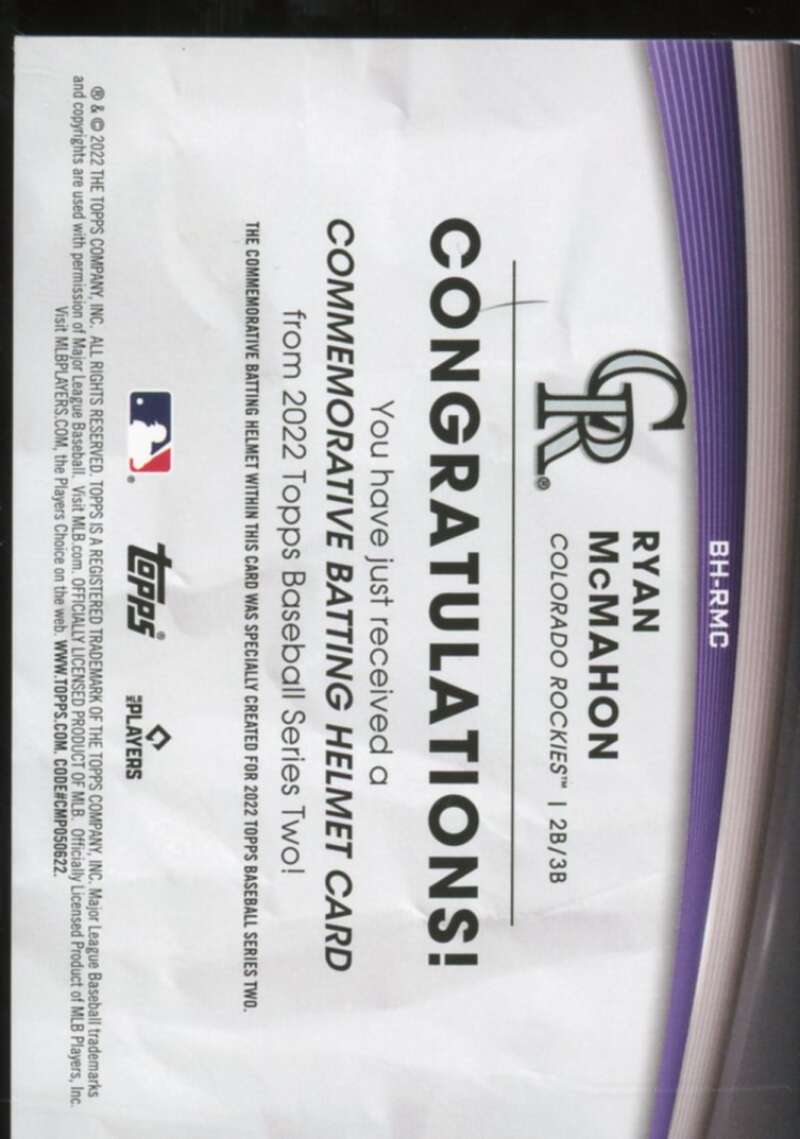 BH-RMC
RYAN
McMAHON
COLORADO ROCKIES™ | 2B/3B
CR®
CONGRATULATIONS!
You have just received a
COMMEMORATIVE BATTING HELMET CARD
from 2022 Topps Baseball Series Two!
THE COMMEMORATIVE BATTING HELMET WITHIN THIS CARD WAS SPECIALLY CREATED FOR 2022 TOPPS BASEBALL SERIES TWO.
topps®
PLAYERS
® & © 2022 THE TOPPS COMPANY, INC. ALL RIGHTS RESERVED. TOPPS IS A REGISTERED TRADEMARK OF THE TOPPS COMPANY, INC. Major League Baseball trademarks
and copyrights are used with permission of Major League Baseball. Visit MLB.com. OFFICIALLY LICENSED PRODUCT OF MLB. Officially Licensed Product of MLB Players, Inc.
Visit MLBPLAYERS.COM, the Players Choice on the web. WWW.TOPPS.COM. CODE#CMP050622.